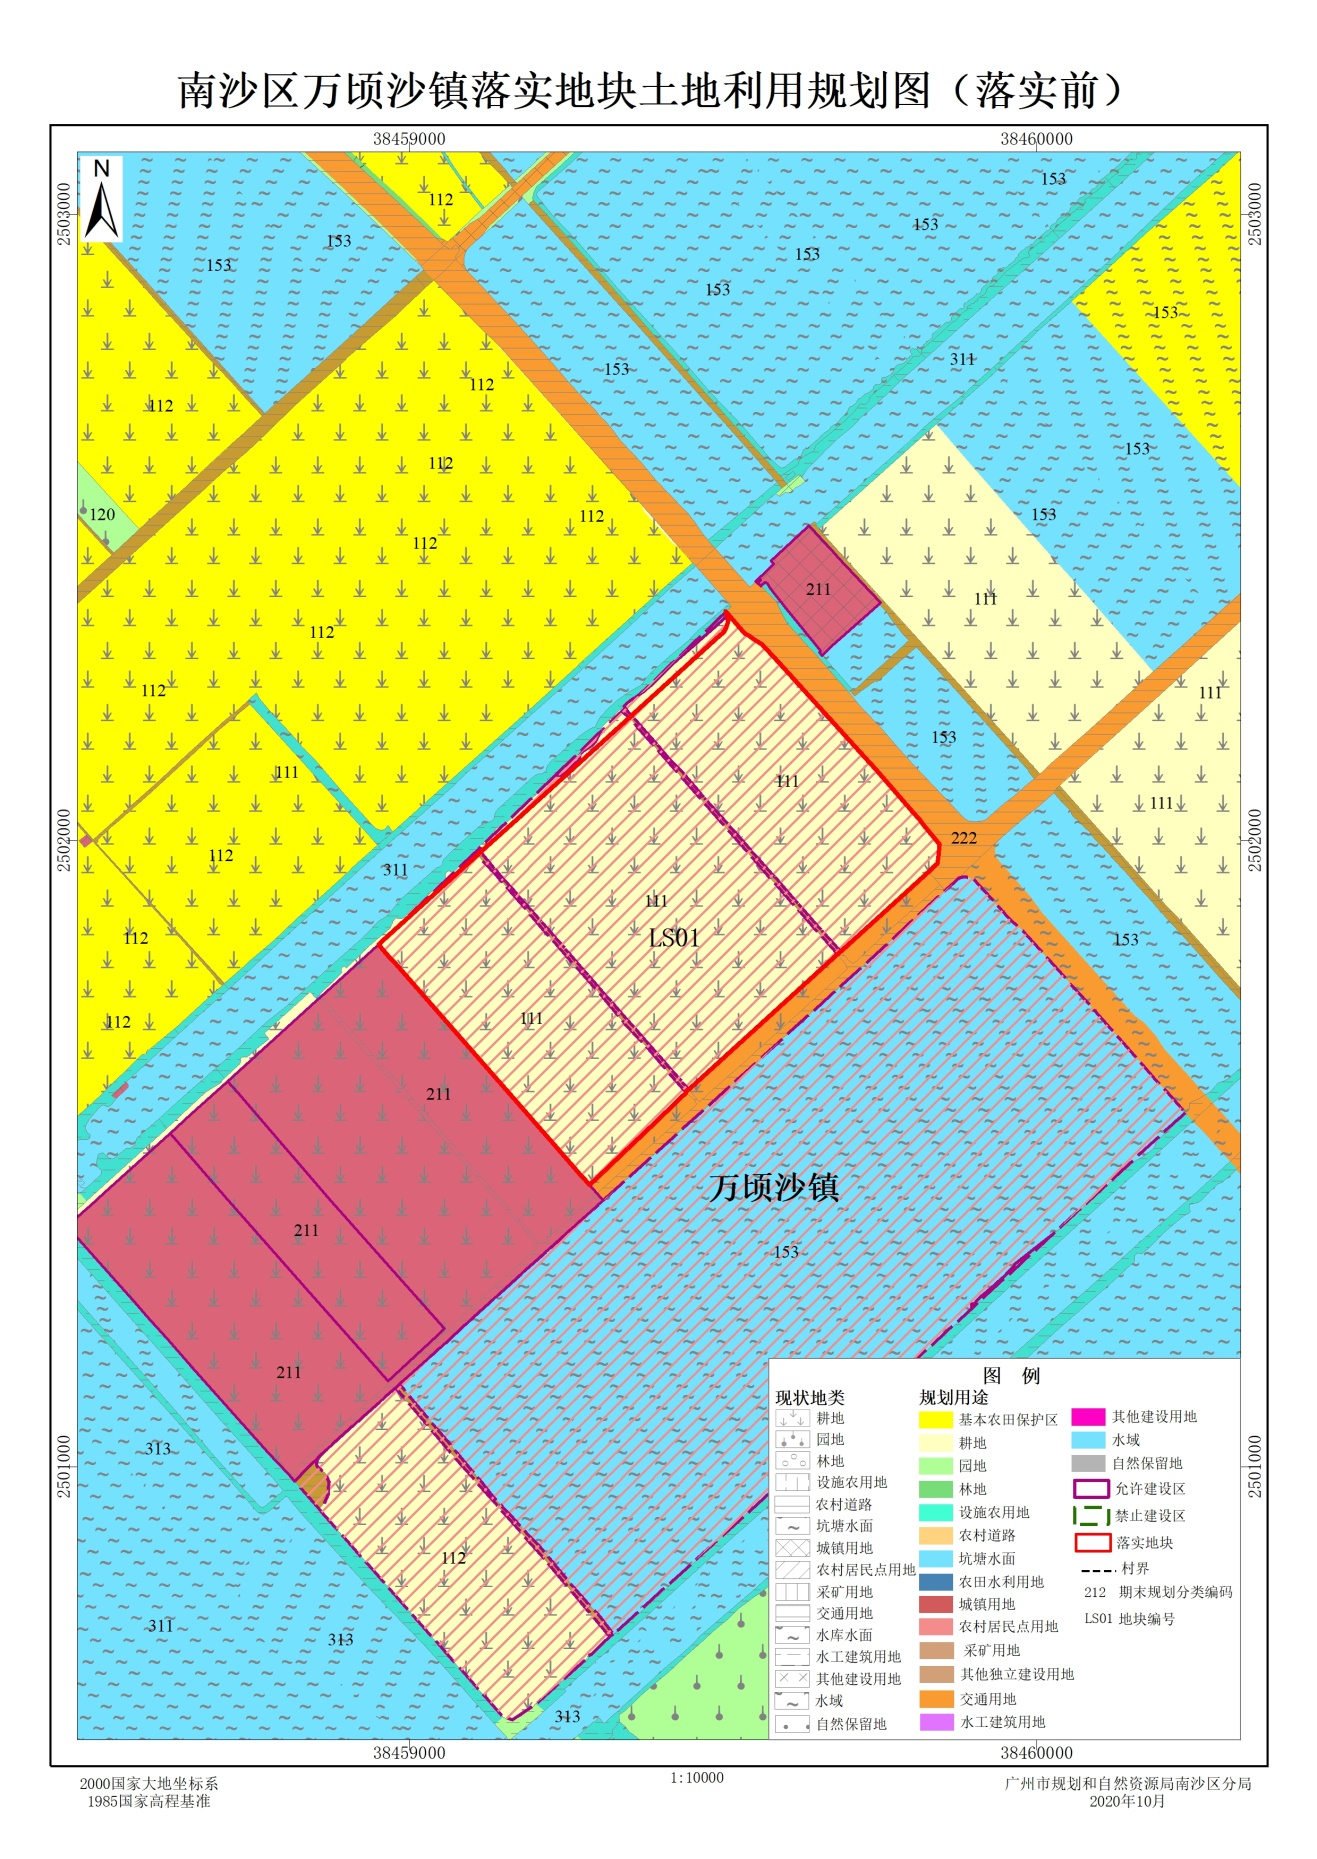 南沙区万顷沙镇落实地块土地利用规划图（落实前）
38459000
38460000
N
2503000
2503000
153
112
153
153
153
153
153
153
153
311
153
112
112
153
112
153
120
112
112
211
111
112
112
111
153
111
111
111
2502000
2502000
222
112
311
111
LS01
112
153
111
112
211
万顷沙镇
211
153
211
313
2501000
2501000
112
311
313
313
图 例
现状地类
耕地
园地
林地
设施农用地
农村道路
坑塘水面
城镇用地
农村居民点用地
采矿用地
交通用地
水库水面
水工建筑用地
其他建设用地
水域
自然保留地
规划用途
基本农田保护区
耕地
园地
林地
设施农用地
农村道路
坑塘水面
农田水利用地
城镇用地
农村居民点用地
采矿用地
其他独立建设用地
交通用地
水工建筑用地
其他建设用地
水域
自然保留地
允许建设区
禁止建设区
落实地块
村界
212 期末规划分类编码
LS01 地块编号
38459000
38460000
2000国家大地坐标系
1985国家高程基准
1:10000
广州市规划和自然资源局南沙区分局
2020年10月